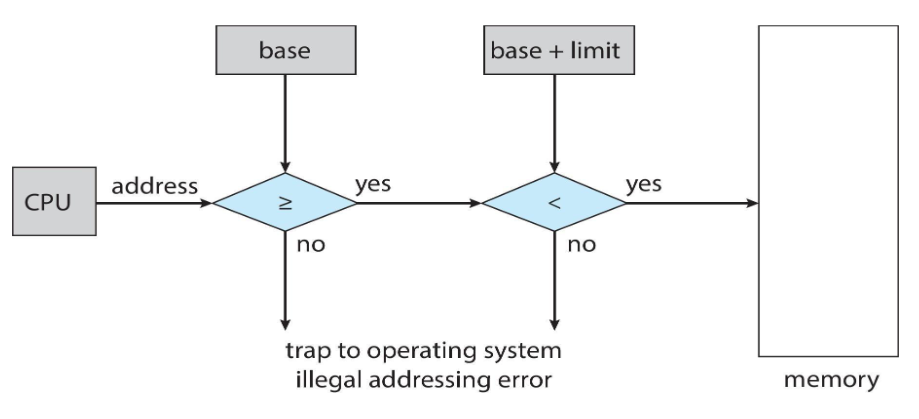 base
base + limit
CPU
address
≥
yes
<
yes
no
no
trap to operating system
illegal addressing error
memory